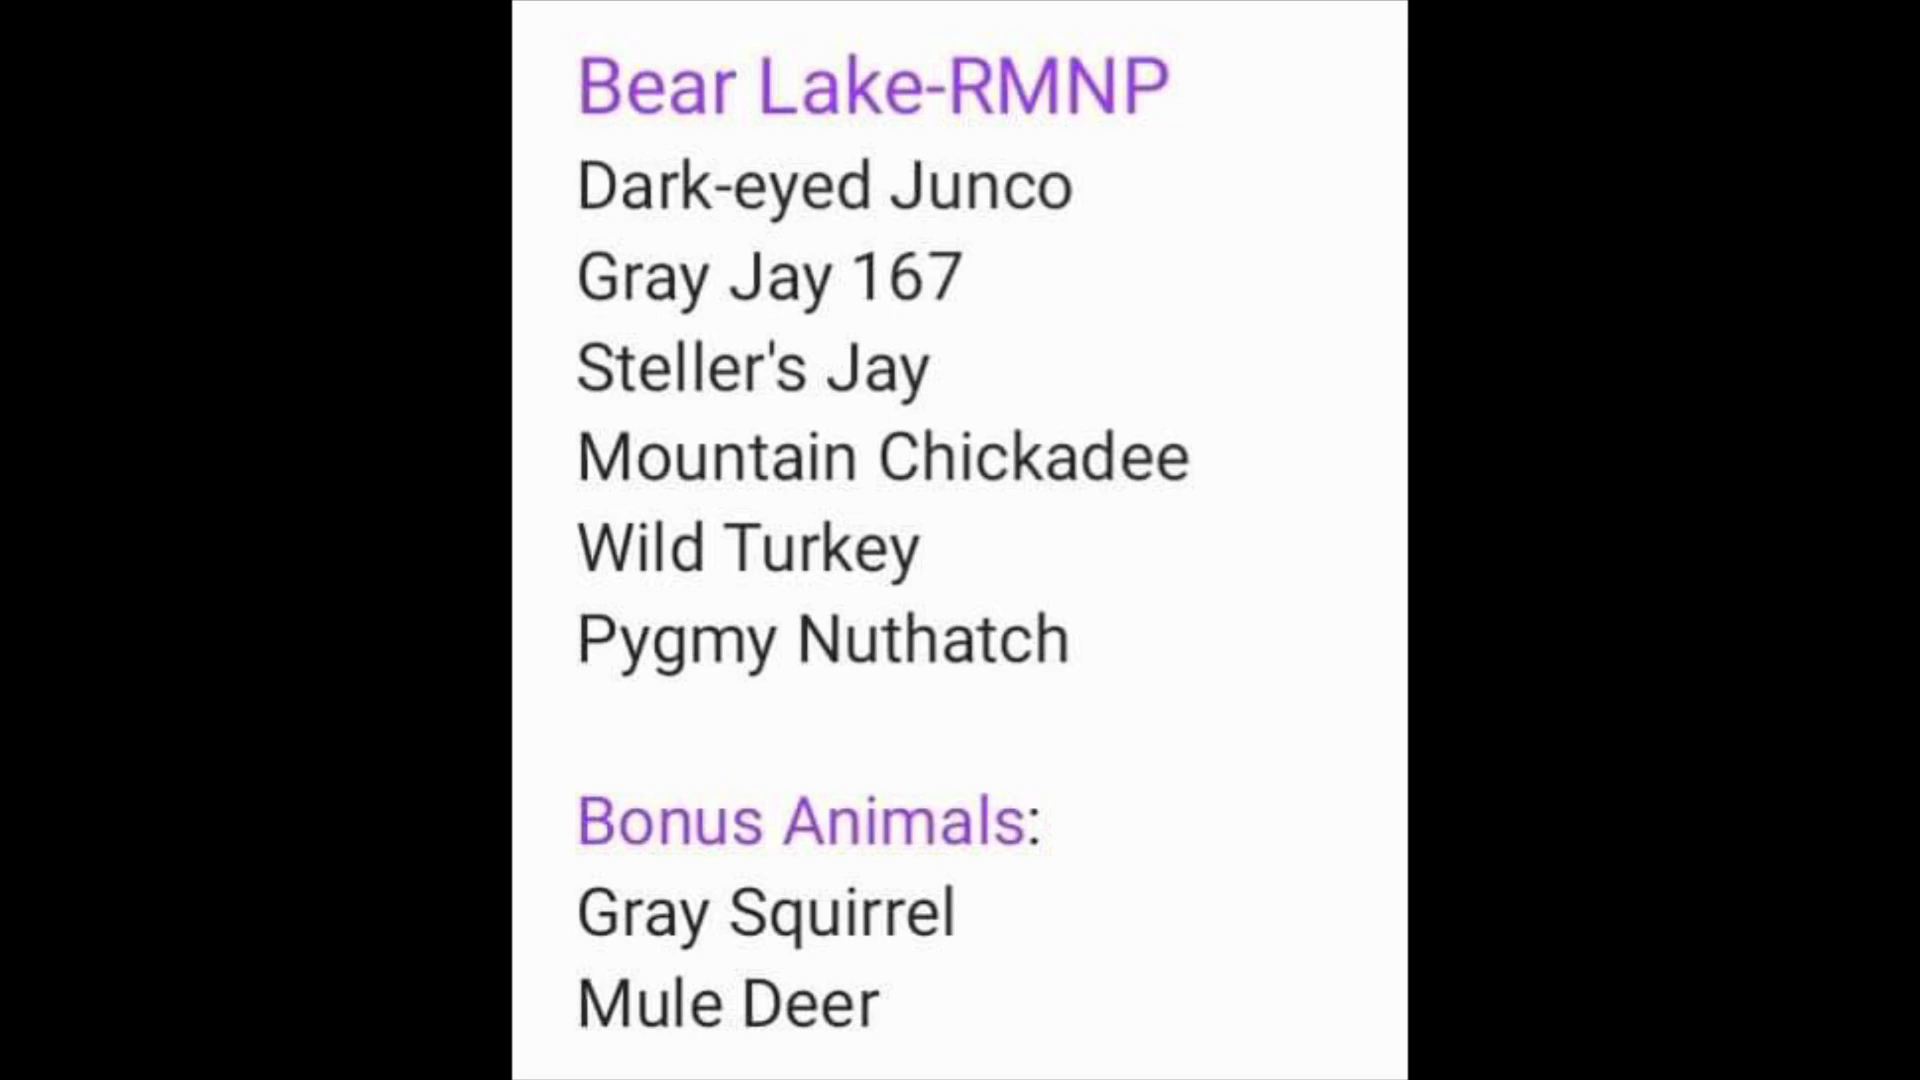 Bear Lake-RMNP
Dark-eyed Junco
Gray Jay 167
Steller's Jay
Mountain Chickadee
Wild Turkey
Pygmy Nuthatch
Bonus Animals:
Gray Squirrel
Mule Deer